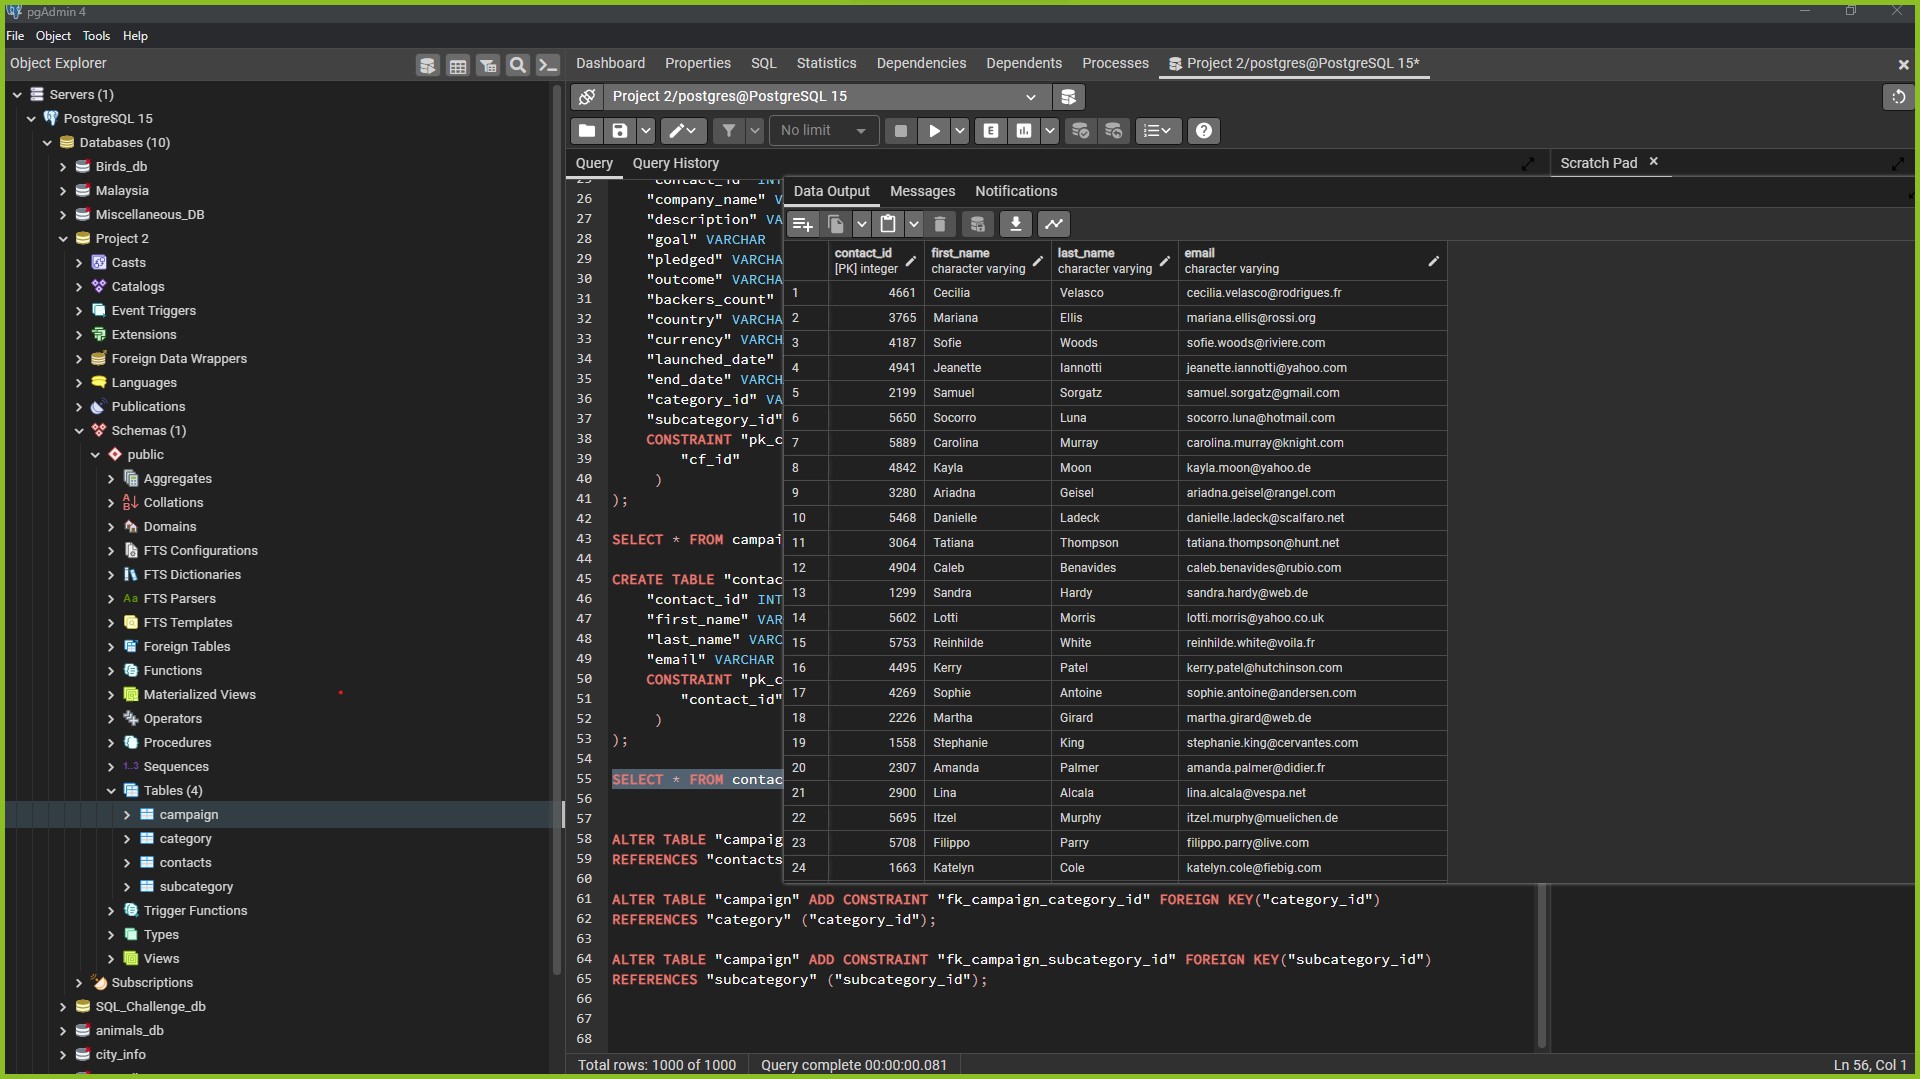 pgAdmin 4
File Object Tools Help
Object Explorer
Dashboard Properties SQL Statistics Dependencies Dependents Processes Project 2/postgres@PostgreSQL 15*
Servers (1)
PostgreSQL 15
Databases (10)
Birds_db
Malaysia
Miscellaneous_DB
Project 2
Casts
Catalogs
Event Triggers
Extensions
Foreign Data Wrappers
Languages
Publications
Schemas (1)
public
Aggregates
Collations
Domains
FTS Configurations
FTS Dictionaries
Aa FTS Parsers
FTS Templates
Foreign Tables
Functions
Materialized Views
Operators
Procedures
1..3 Sequences
Tables (4)
campaign
category
contacts
subcategory
Trigger Functions
Types
Views
Subscriptions
SQL_Challenge_db
animals_db
city_info
Project 2/postgres@PostgreSQL 15
No limit
Query Query History
Scratch Pad
25 "contact_id" INT
26 "company_name" V
27 "description" VA
28 "goal" VARCHAR
29 "pledged" VARCHA
30 "outcome" VARCHA
31 "backers_count"
32 "country" VARCHA
33 "currency" VARCH
34 "launched_date"
35 "end_date" VARCH
36 "category_id" VA
37 "subcategory_id"
38 CONSTRAINT "pk_c
39 "cf_id"
40 )
41 );
42
43 SELECT * FROM campai
44
45 CREATE TABLE "contac
46 "contact_id" INT
47 "first_name" VAR
48 "last_name" VARC
49 "email" VARCHAR
50 CONSTRAINT "pk_c
51 "contact_id"
52 )
53 );
54
55 SELECT * FROM contac
56
57
58 ALTER TABLE "campaig
59 REFERENCES "contacts
60
61 ALTER TABLE "campaign" ADD CONSTRAINT "fk_campaign_category_id" FOREIGN KEY("category_id")
62 REFERENCES "category" ("category_id");
63
64 ALTER TABLE "campaign" ADD CONSTRAINT "fk_campaign_subcategory_id" FOREIGN KEY("subcategory_id")
65 REFERENCES "subcategory" ("subcategory_id");
66
67
68
Data Output Messages Notifications
contact_id first_name last_name email
[PK] integer character varying character varying character varying
1 4661 Cecilia Velasco cecilia.velasco@rodrigues.fr
2 3765 Mariana Ellis mariana.ellis@rossi.org
3 4187 Sofie Woods sofie.woods@riviere.com
4 4941 Jeanette Iannotti jeanette.iannotti@yahoo.com
5 2199 Samuel Sorgatz samuel.sorgatz@gmail.com
6 5650 Socorro Luna socorro.luna@hotmail.com
7 5889 Carolina Murray carolina.murray@knight.com
8 4842 Kayla Moon kayla.moon@yahoo.de
9 3280 Ariadna Geisel ariadna.geisel@rangel.com
10 5468 Danielle Ladeck danielle.ladeck@scalfaro.net
11 3064 Tatiana Thompson tatiana.thompson@hunt.net
12 4904 Caleb Benavides caleb.benavides@rubio.com
13 1299 Sandra Hardy sandra.hardy@web.de
14 5602 Lotti Morris lotti.morris@yahoo.co.uk
15 5753 Reinhilde White reinhilde.white@voila.fr
16 4495 Kerry Patel kerry.patel@hutchinson.com
17 4269 Sophie Antoine sophie.antoine@andersen.com
18 2226 Martha Girard martha.girard@web.de
19 1558 Stephanie King stephanie.king@cervantes.com
20 2307 Amanda Palmer amanda.palmer@didier.fr
21 2900 Lina Alcala lina.alcala@vespa.net
22 5695 Itzel Murphy itzel.murphy@muelichen.de
23 5708 Filippo Parry filippo.parry@live.com
24 1663 Katelyn Cole katelyn.cole@fiebig.com
Total rows: 1000 of 1000 Query complete 00:00:00.081 Ln 56, Col 1